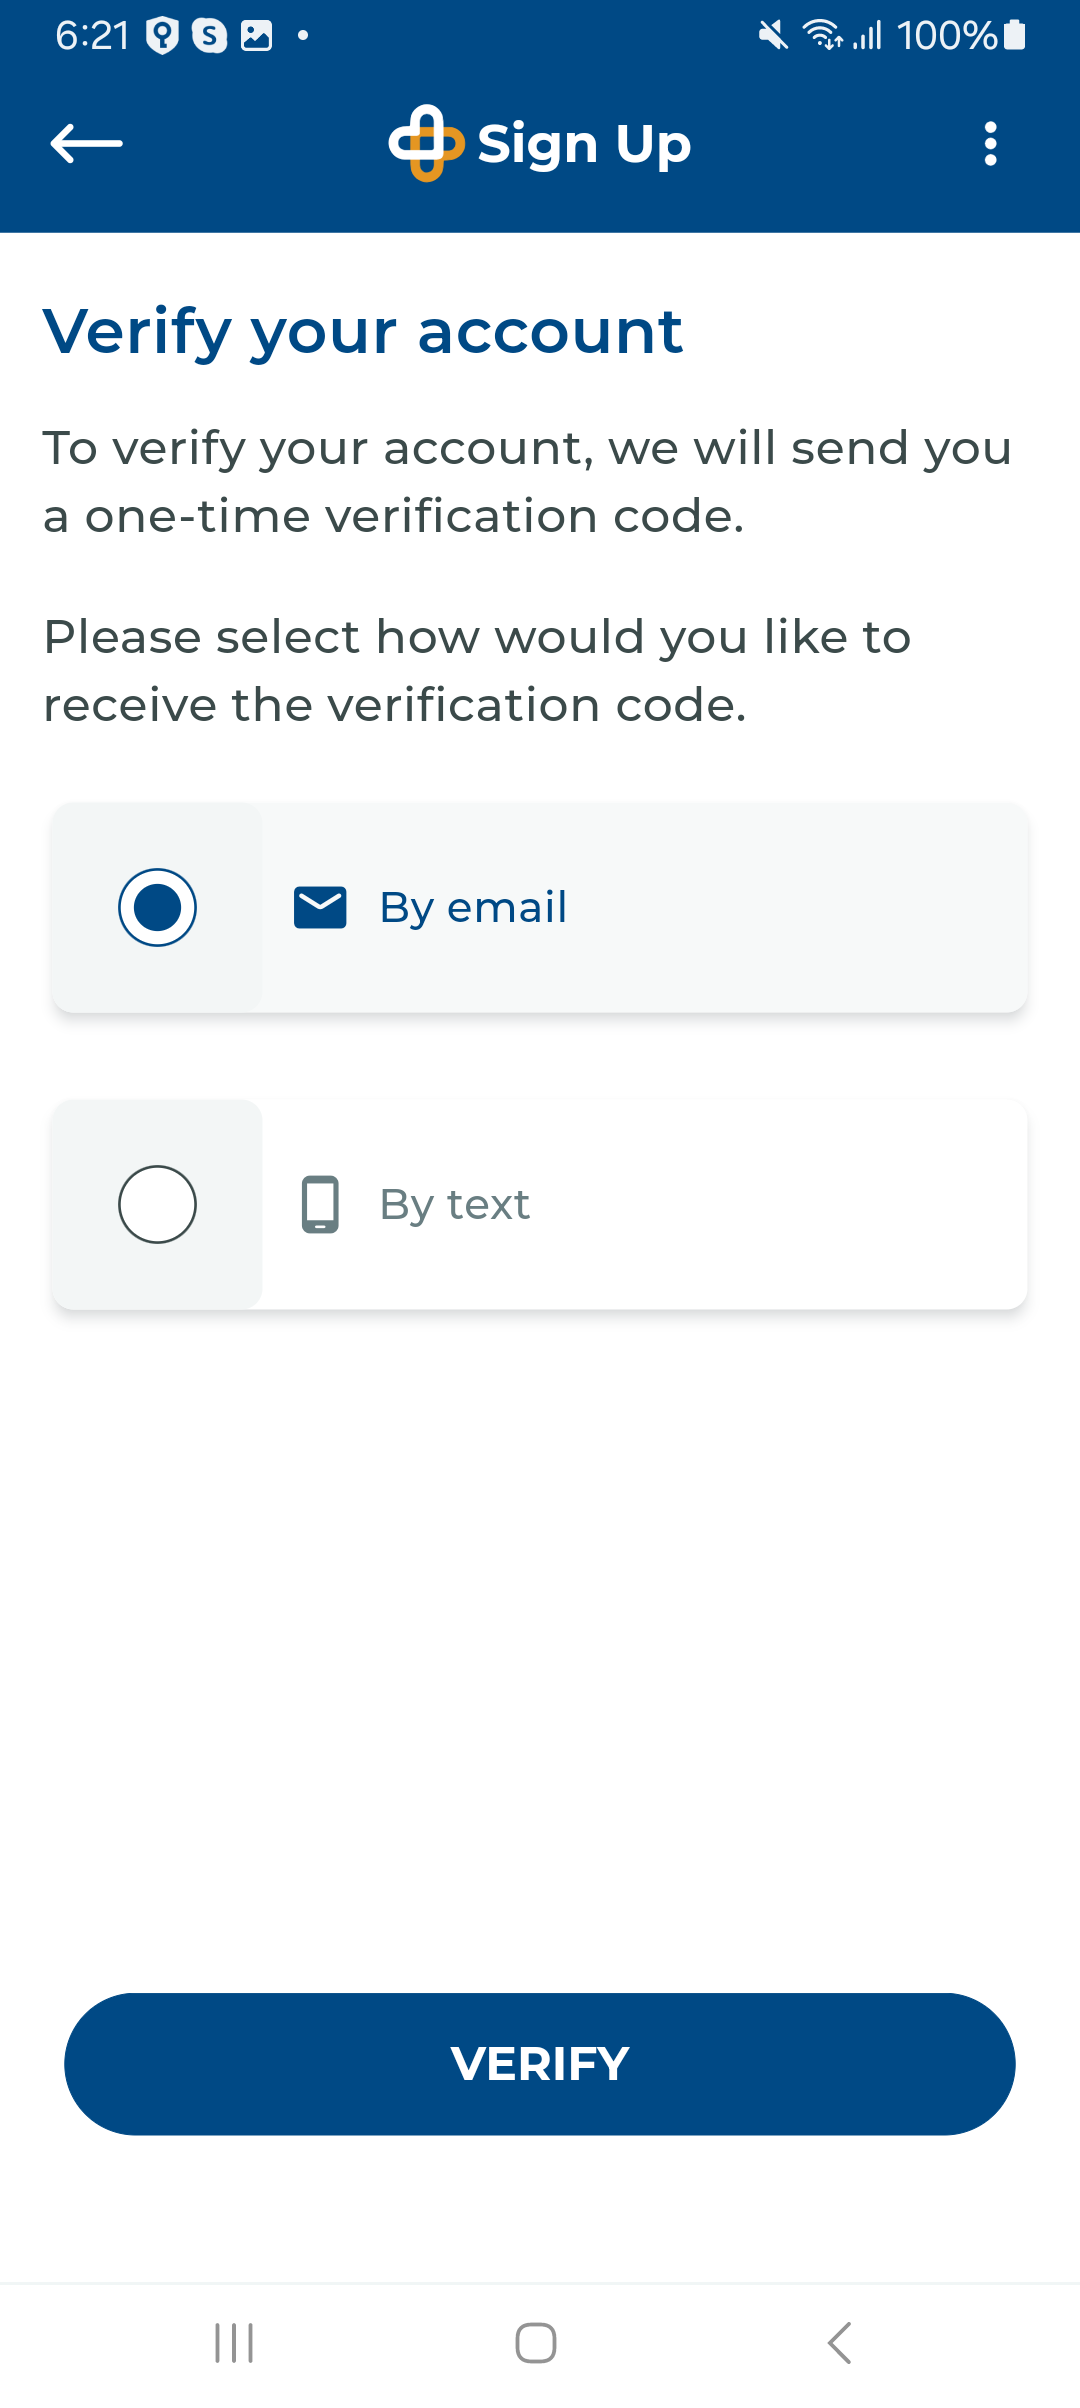 6:21
100%
Sign Up
Verify your account
To verify your account, we will send you
a one-time verification code.
Please select how would you like to
receive the verification code.
By email
By text
VERIFY